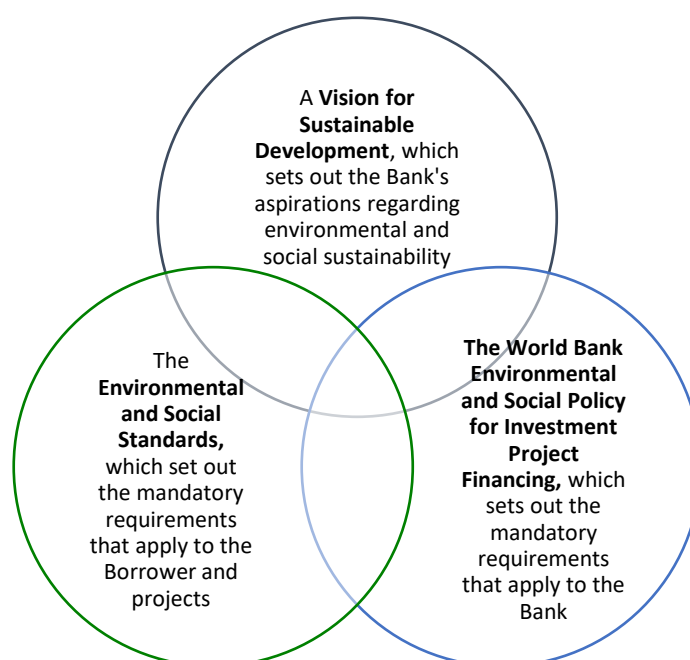 A Vision for
Sustainable
Development, which
sets out the Bank's
aspirations regarding
environmental and
social sustainability
The
Environmental
and Social
Standards,
which set out
the mandatory
requirements
that apply to the
Borrower and
projects
The World Bank
Environmental
and Social Policy
for Investment
Project
Financing, which
sets out the
mandatory
requirements
that apply to the
Bank